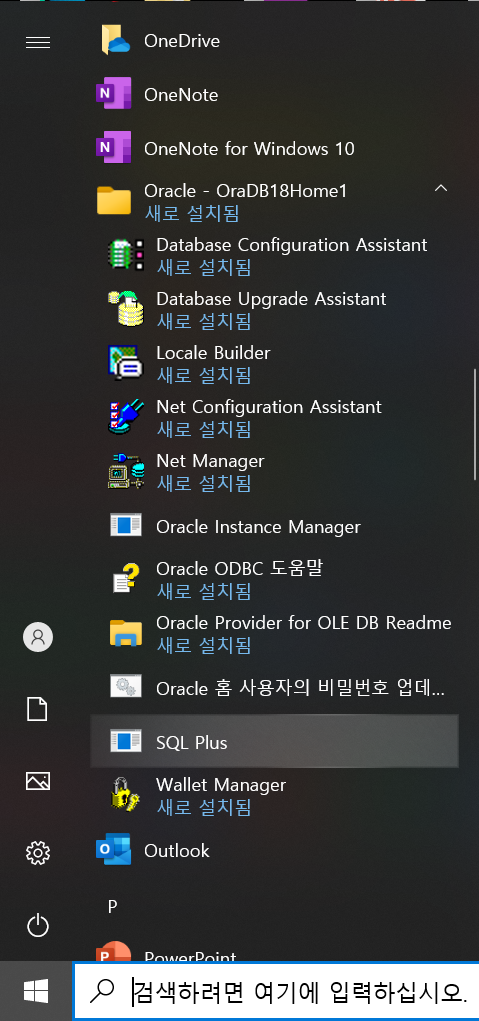 OneDrive
OneNote
OneNote for Windows 10
Oracle - OraDB18Home1
새로 설치됨
Database Configuration Assistant
새로 설치됨
Database Upgrade Assistant
새로 설치됨
Locale Builder
새로 설치됨
Net Configuration Assistant
새로 설치됨
Net Manager
새로 설치됨
Oracle Instance Manager
Oracle ODBC 도움말
새로 설치됨
Oracle Provider for OLE DB Readme
새로 설치됨
Oracle 홈 사용자의 비밀번호 업데...
SQL Plus
Wallet Manager
새로 설치됨
Outlook
P
PowerPoint
검색하려면 여기에 입력하십시오.